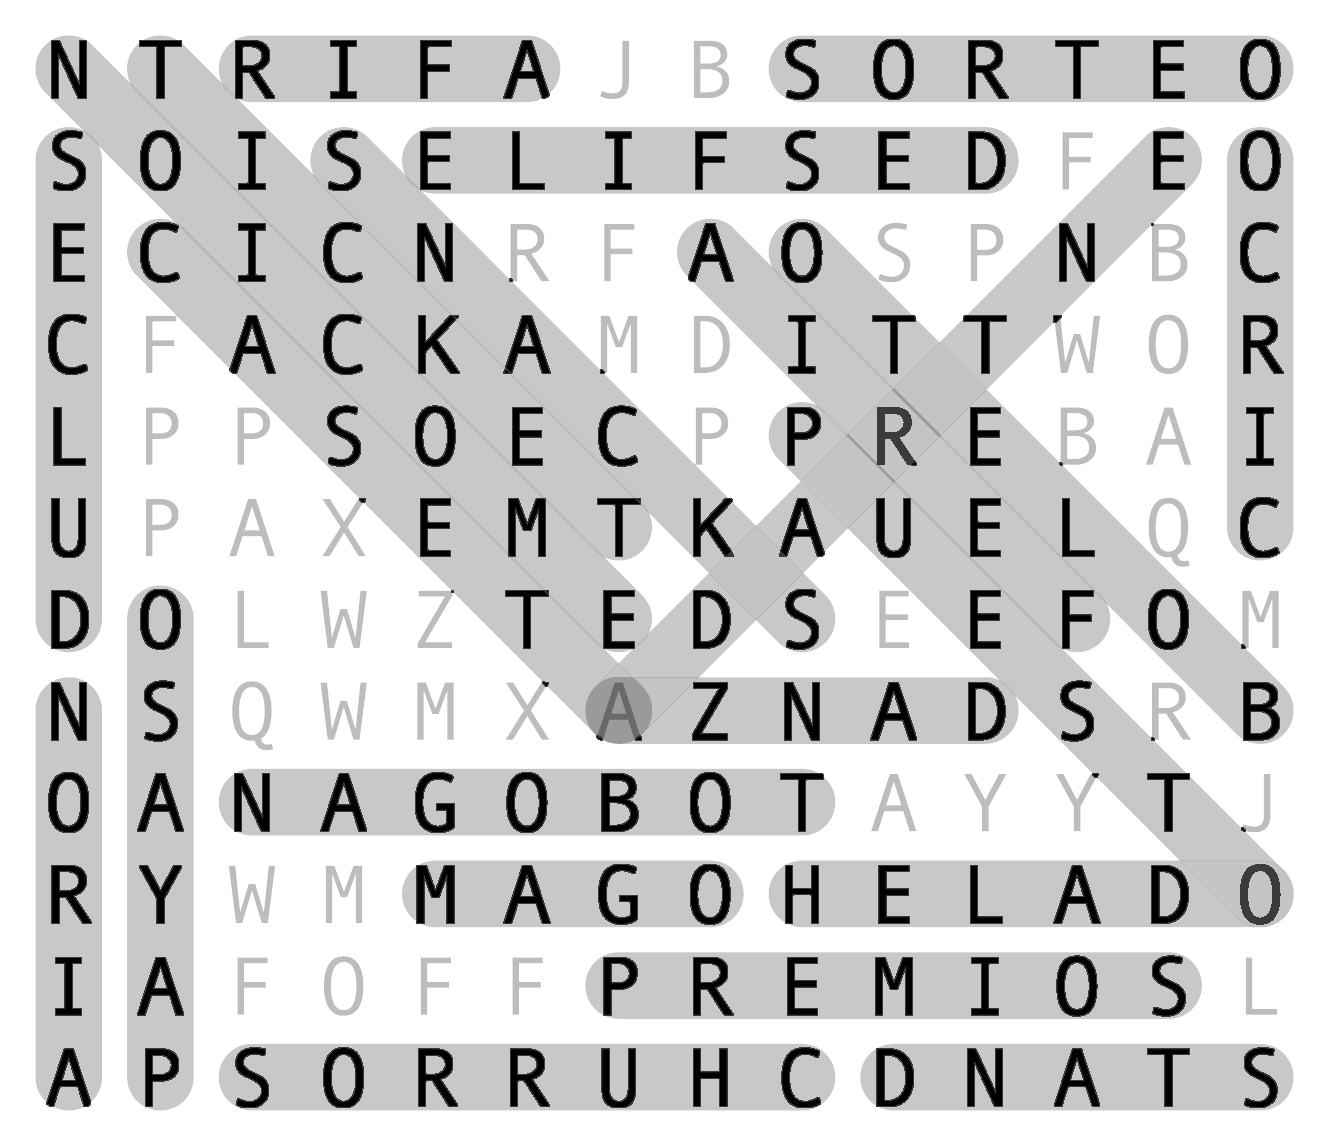 N T R I F A J B S O R T E O
S O I S E L I F S E D F E O
E C I C N R F A O S P N B C
C F A C K A M D I T T W O R
L P P S O E C P P R E B A I
U P A X E M T K A U E L Q C
D O L W Z T E D S E E F O M
N S Q W M X A Z N A D S R B
O A N A G O B O T A Y Y T J
R Y W M M A G O H E L A D O
I A F O F F P R E M I O S L
A P S O R R U H C D N A T S